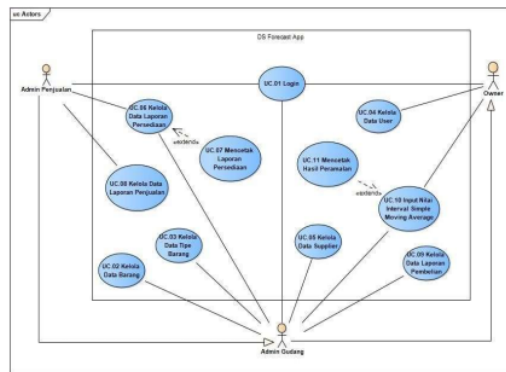 uc Actors
DS Forecast App
Admin Penjualan
UC.01 Login
Owner
UC.06 Kelola
Data Laporan
Persediaan
UC.04 Kelola
Data User
«extend»
UC.07 Mencetak
Laporan
Persediaan
UC.11 Mencetak
Hasil Peramalan
UC.08 Kelola Data
Laporan Penjualan
«extend»
UC.10 Input Nilai
Interval Simple
Moving Average
UC.03 Kelola
Data Tipe
Barang
UC.05 Kelola
Data Supplier
UC.02 Kelola
Data Barang
UC.09 Kelola
Data Laporan
Pembelian
Admin Gudang